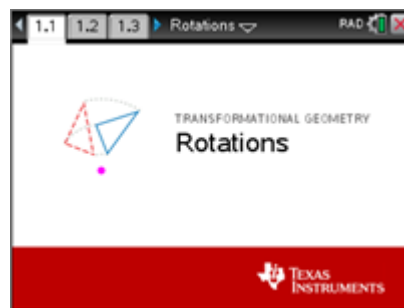 1.1 1.2 1.3 Rotations RAD
TRANSFORMATIONAL GEOMETRY
Rotations
TEXAS
INSTRUMENTS